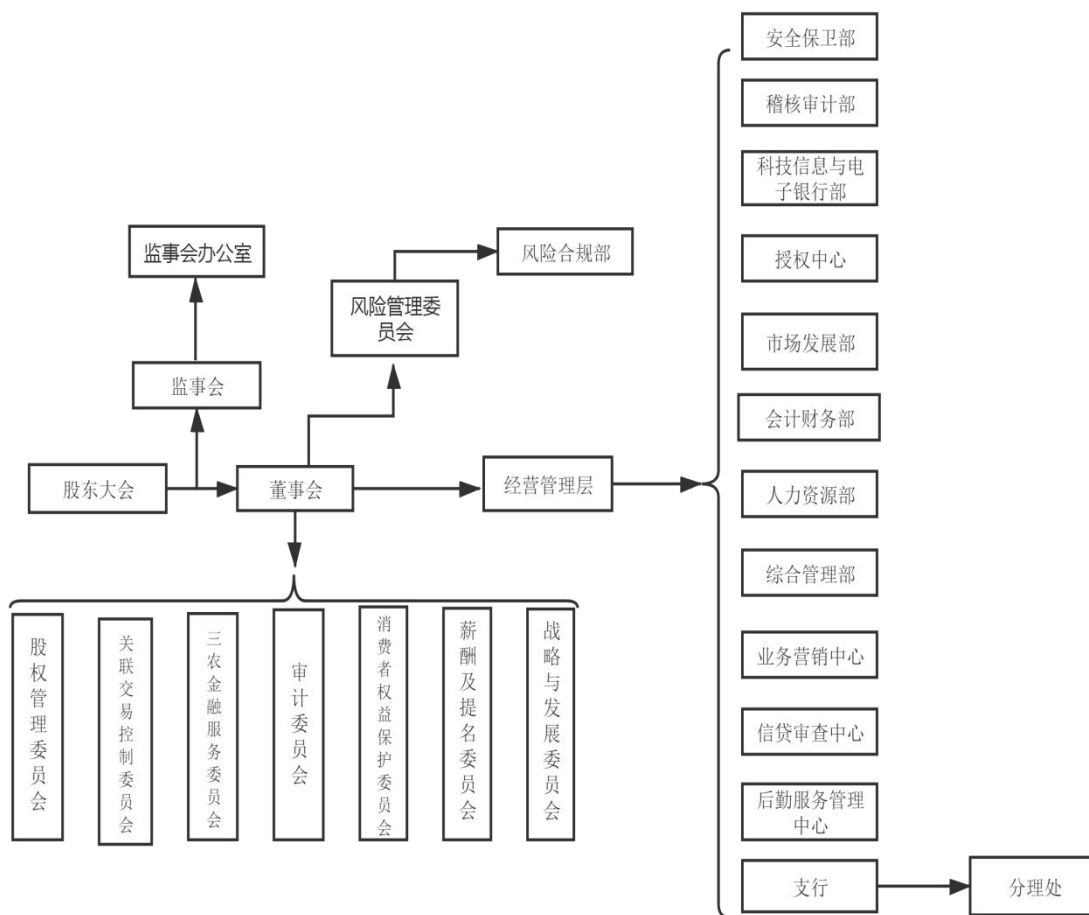 安全保卫部
稽核审计部
科技信息与电
子银行部
监事会办公室
风险合规部
授权中心
风险管理委
员会
市场发展部
监事会
会计财务部
股东大会
董事会
经营管理层
人力资源部
综合管理部
股权管理委员会
关联交易控制委员会
三农金融服务委员会
审计委员会
消费者权益保护委员会
薪酬及提名委员会
战略与发展委员会
业务营销中心
信贷审查中心
后勤服务管理
中心
支行
分理处